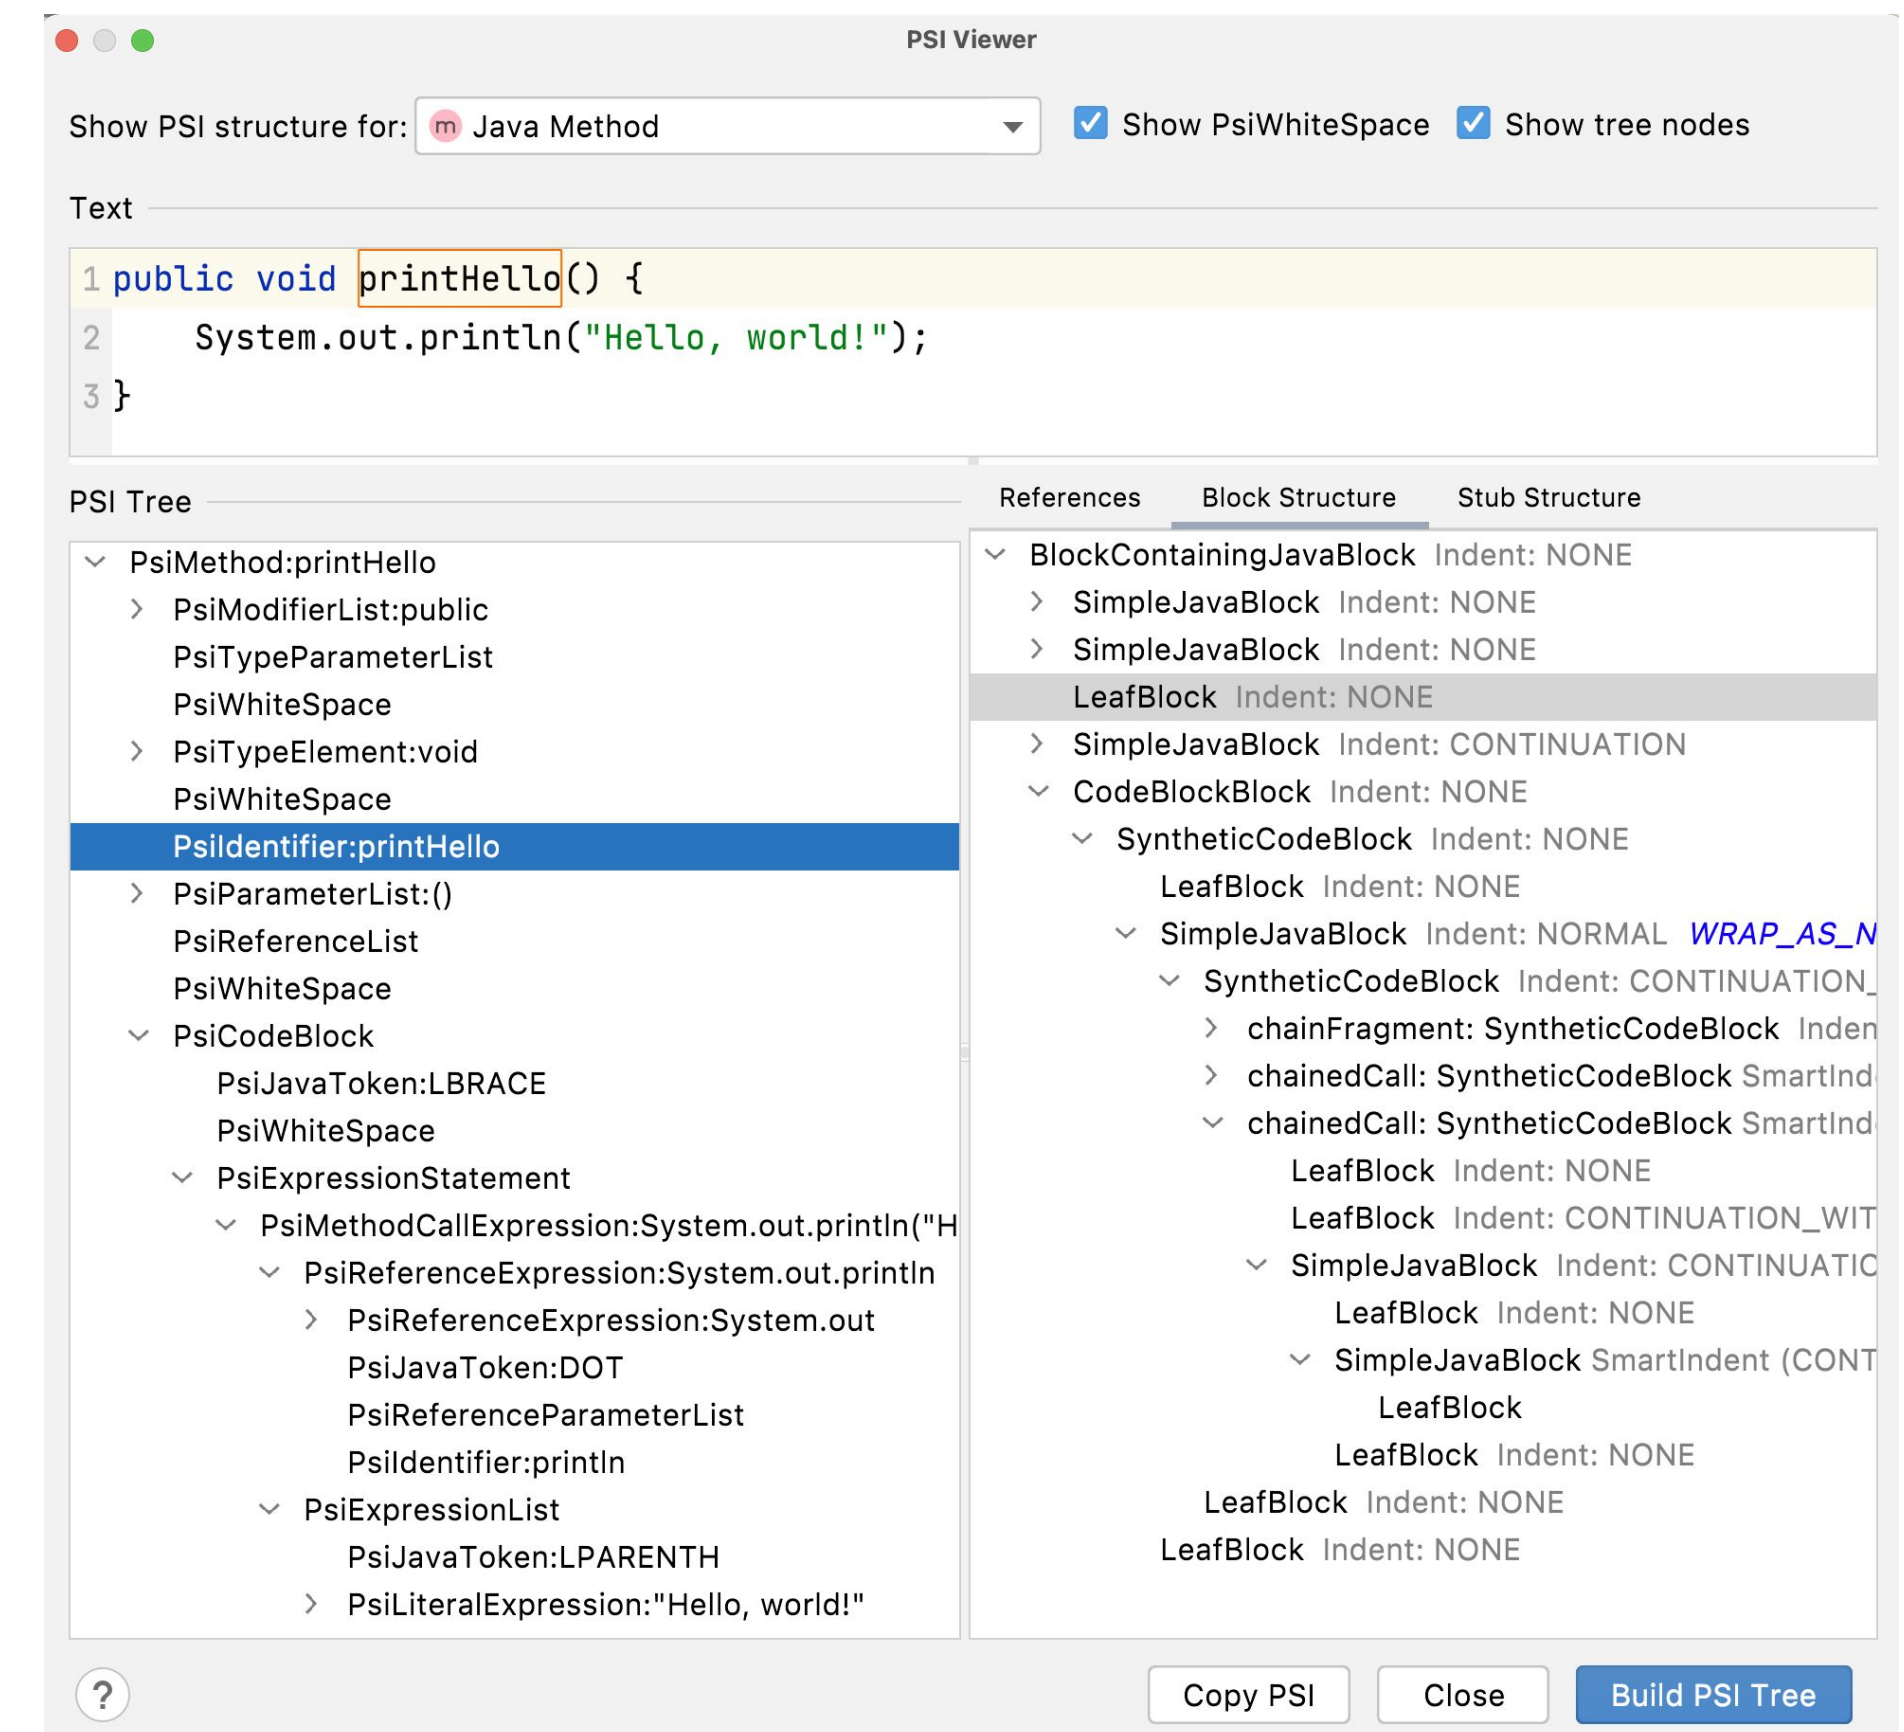 PSI Viewer
Show PSI structure for: m Java Method Show PsiWhiteSpace Show tree nodes
Text
1 public void printHello() {
2 System.out.println("Hello, world!");
3 }
PSI Tree
PsiMethod:printHello
PsiModifierList:public
PsiTypeParameterList
PsiWhiteSpace
PsiTypeElement:void
PsiWhiteSpace
PsiIdentifier:printHello
PsiParameterList:()
PsiReferenceList
PsiWhiteSpace
PsiCodeBlock
PsiJavaToken:LBRACE
PsiWhiteSpace
PsiExpressionStatement
PsiMethodCallExpression:System.out.println("H
PsiReferenceExpression:System.out.println
PsiReferenceExpression:System.out
PsiJavaToken:DOT
PsiReferenceParameterList
PsiIdentifier:println
PsiExpressionList
PsiJavaToken:LPARENTH
PsiLiteralExpression:"Hello, world!"
References Block Structure Stub Structure
BlockContainingJavaBlock Indent: NONE
SimpleJavaBlock Indent: NONE
SimpleJavaBlock Indent: NONE
LeafBlock Indent: NONE
SimpleJavaBlock Indent: CONTINUATION
CodeBlockBlock Indent: NONE
SyntheticCodeBlock Indent: NONE
LeafBlock Indent: NONE
SimpleJavaBlock Indent: NORMAL WRAP_AS_N
SyntheticCodeBlock Indent: CONTINUATION_
chainFragment: SyntheticCodeBlock Inden
chainedCall: SyntheticCodeBlock SmartInd
chainedCall: SyntheticCodeBlock SmartInd
LeafBlock Indent: NONE
LeafBlock Indent: CONTINUATION_WIT
SimpleJavaBlock Indent: CONTINUATIO
LeafBlock Indent: NONE
SimpleJavaBlock SmartIndent (CONT
LeafBlock
LeafBlock Indent: NONE
LeafBlock Indent: NONE
LeafBlock Indent: NONE
? Copy PSI Close Build PSI Tree